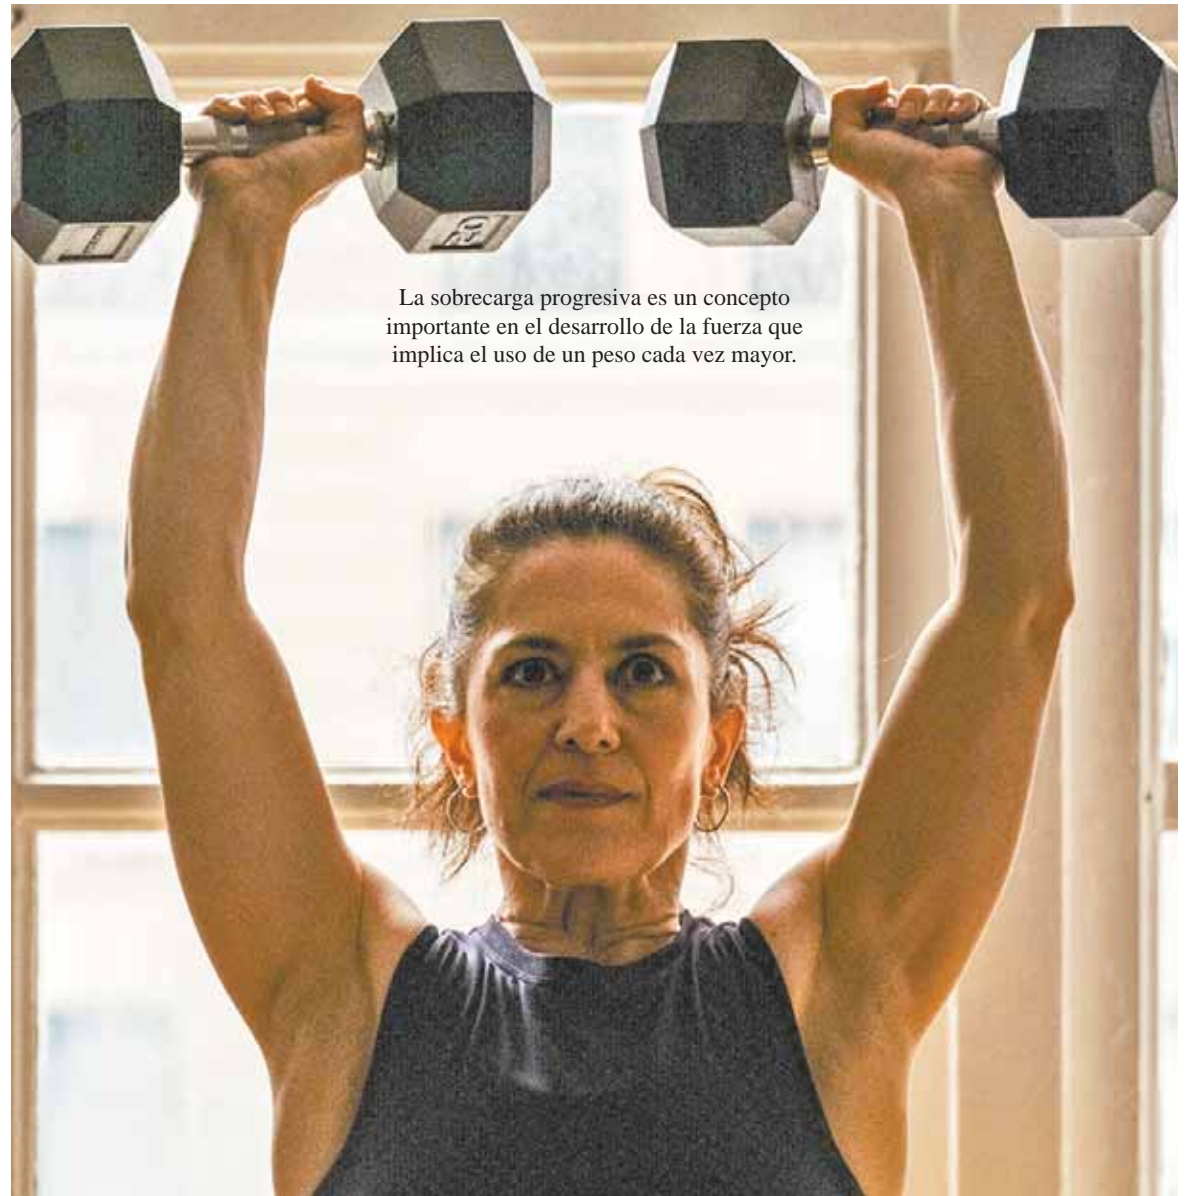 La sobrecarga progresiva es un concepto
importante en el desarrollo de la fuerza que
implica el uso de un peso cada vez mayor.